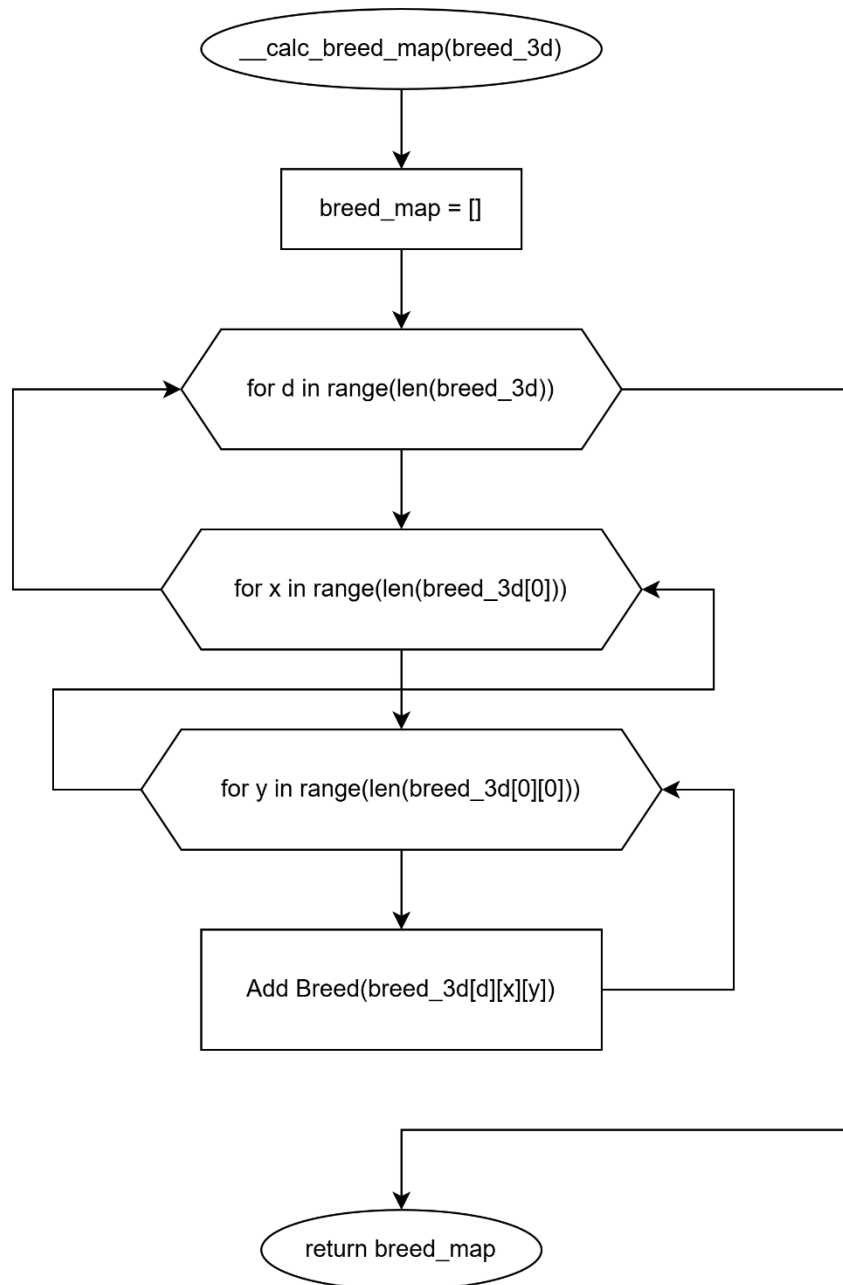 __calc_breed_map(breed_3d)
breed_map = []
for d in range(len(breed_3d))
for x in range(len(breed_3d[0]))
for y in range(len(breed_3d[0][0]))
Add Breed(breed_3d[d][x][y])
return breed_map